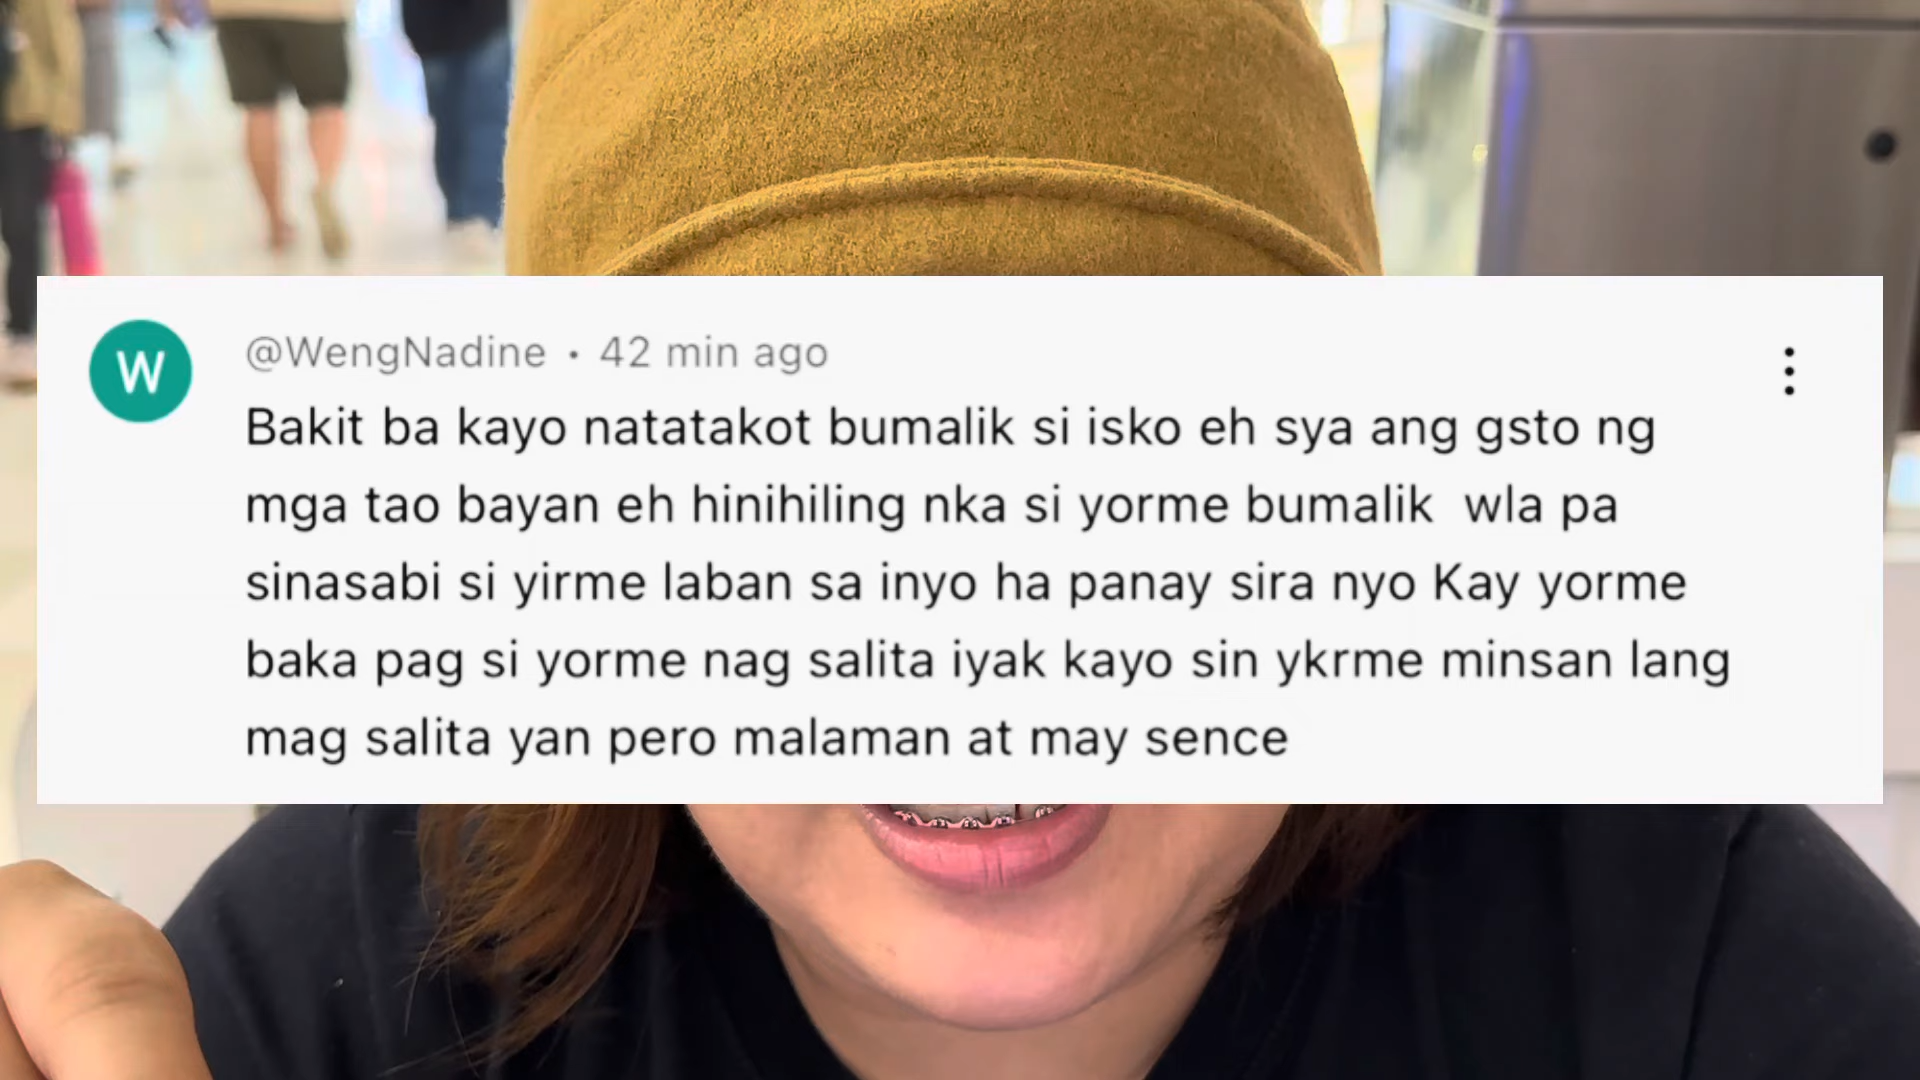 W
@WengNadine • 42 min ago
Bakit ba kayo natatakot bumalik si isko eh sya ang gsto ng
mga tao bayan eh hinihiling nka si yorme bumalik  wla pa
sinasabi si yirme laban sa inyo ha panay sira nyo Kay yorme
baka pag si yorme nag salita iyak kayo sin ykrme minsan lang
mag salita yan pero malaman at may sence